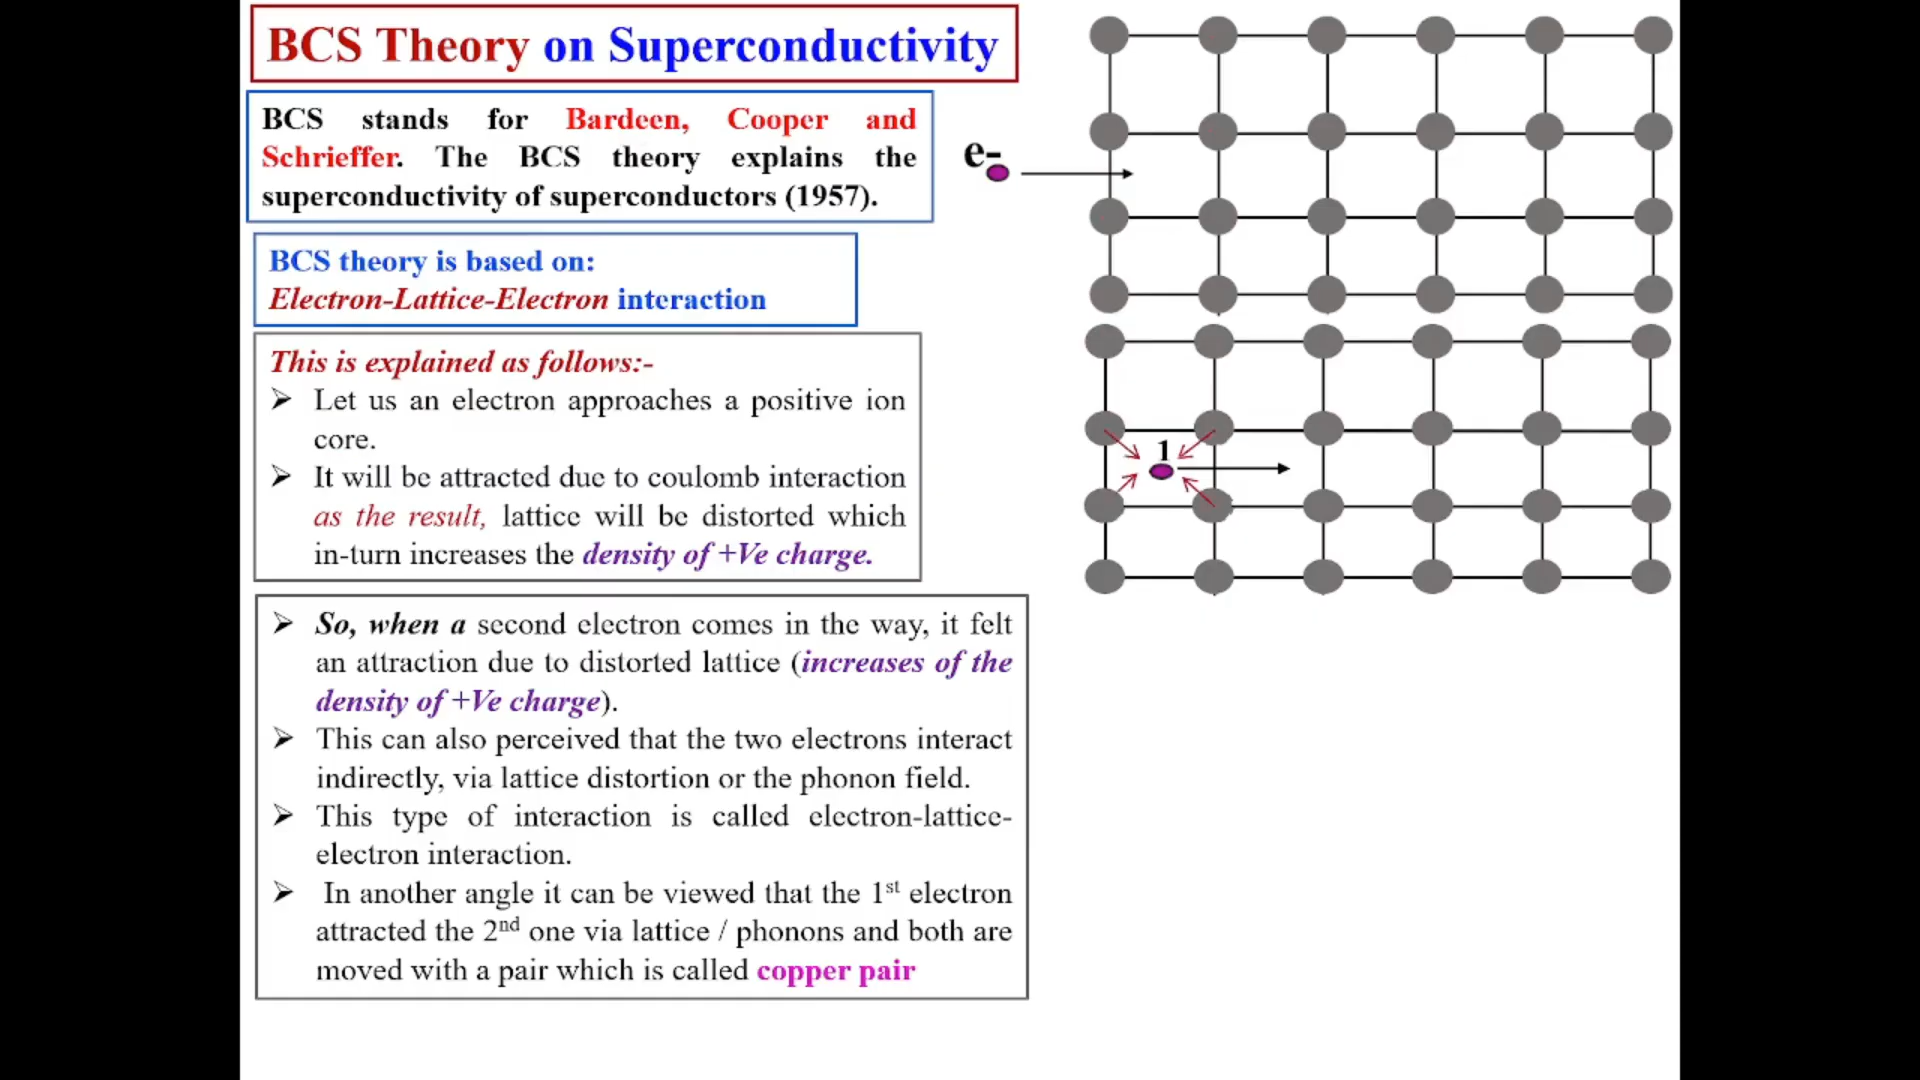 BCS Theory on Superconductivity
BCS stands for Bardeen, Cooper and
Schrieffer. The BCS theory explains the
superconductivity of superconductors (1957).
BCS theory is based on:
Electron-Lattice-Electron interaction
This is explained as follows:-
➢ Let us an electron approaches a positive ion
core.
➢ It will be attracted due to coulomb interaction
as the result, lattice will be distorted which
in-turn increases the density of +Ve charge.
➢ So, when a second electron comes in the way, it felt
an attraction due to distorted lattice (increases of the
density of +Ve charge).
➢ This can also perceived that the two electrons interact
indirectly, via lattice distortion or the phonon field.
➢ This type of interaction is called electron-lattice-
electron interaction.
➢ In another angle it can be viewed that the 1st electron
attracted the 2nd one via lattice / phonons and both are
moved with a pair which is called copper pair
e-
1